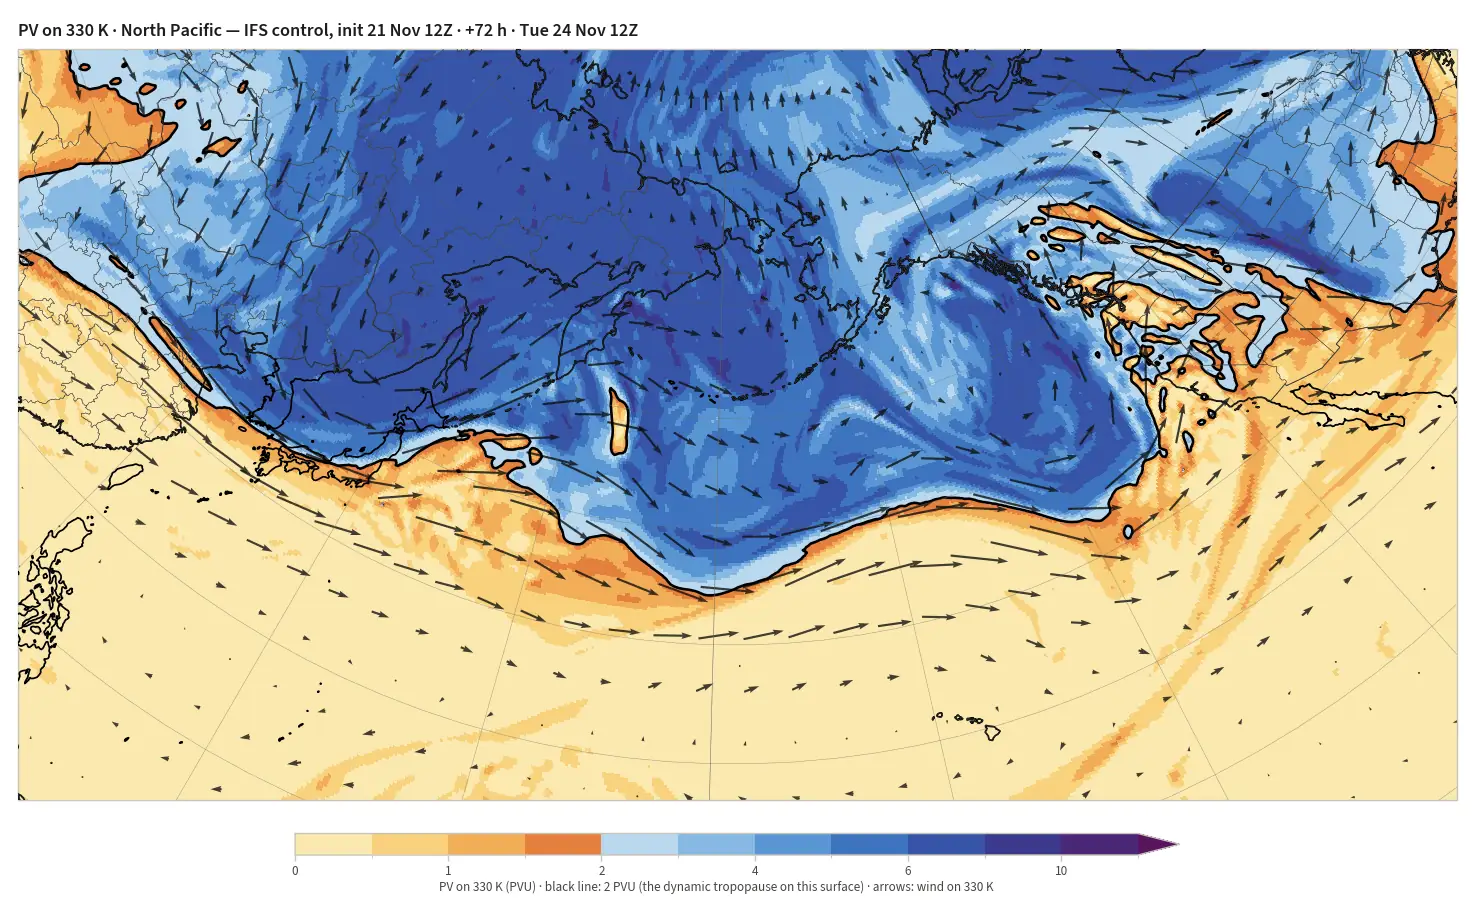 PV on 330 K · North Pacific — IFS control, init 21 Nov 12Z · +72 h · Tue 24 Nov 12Z
0 1 2 4 6 10
PV on 330 K (PVU) · black line: 2 PVU (the dynamic tropopause on this surface) · arrows: wind on 330 K